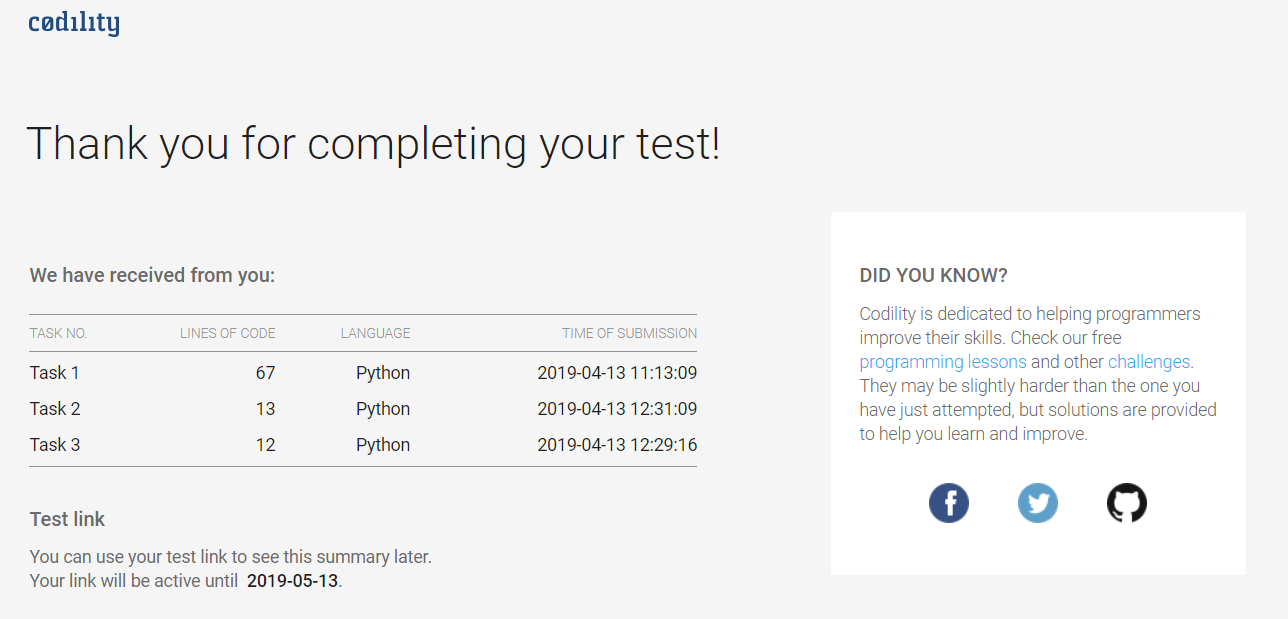 codility
Thank you for completing your test!
We have received from you:
TASK NO. LINES OF CODE LANGUAGE TIME OF SUBMISSION
Task 1 67 Python 2019-04-13 11:13:09
Task 2 13 Python 2019-04-13 12:31:09
Task 3 12 Python 2019-04-13 12:29:16
Test link
You can use your test link to see this summary later.
Your link will be active until 2019-05-13.
DID YOU KNOW?
Codility is dedicated to helping programmers
improve their skills. Check our free
programming lessons and other challenges.
They may be slightly harder than the one you
have just attempted, but solutions are provided
to help you learn and improve.